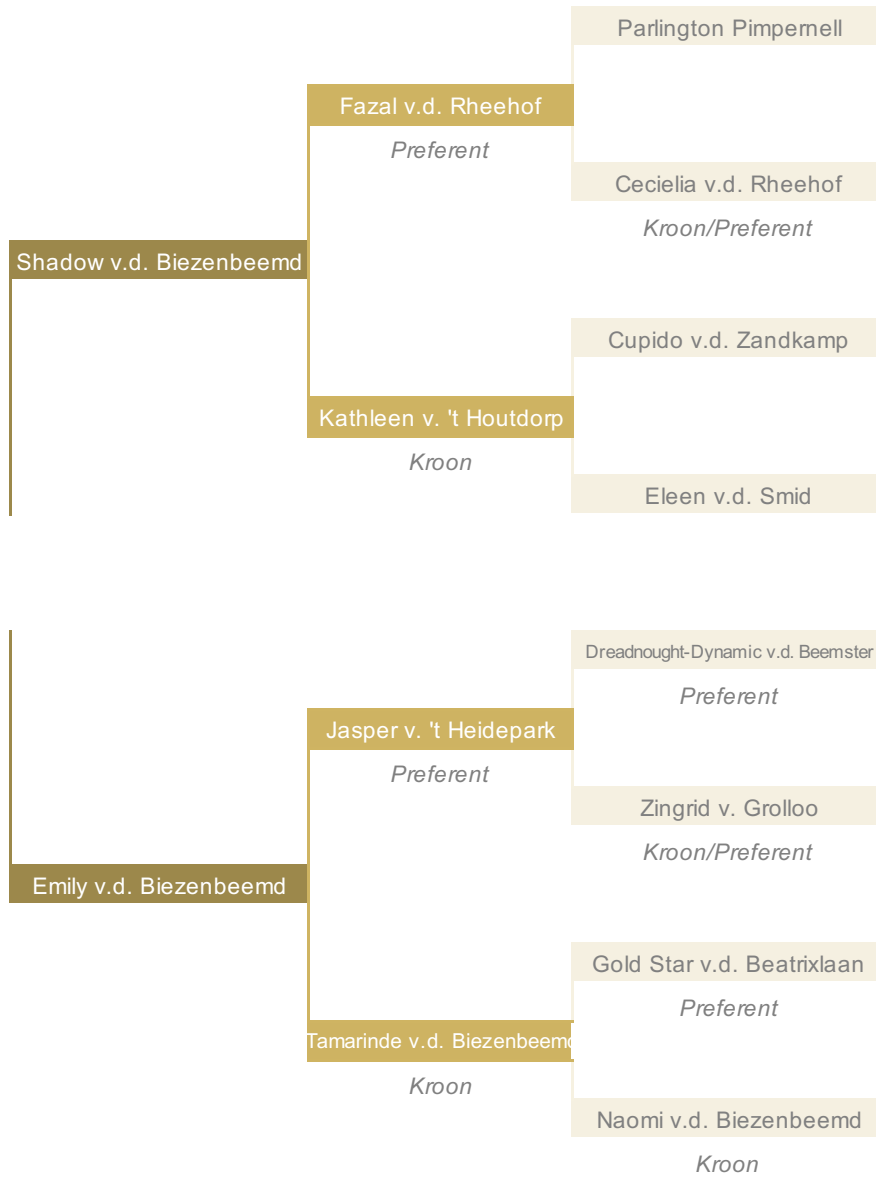 Parlington Pimpernell
Fazal v.d. Rheehof
Preferent
Cecielia v.d. Rheehof
Kroon/Preferent
Shadow v.d. Biezenbeemd
Cupido v.d. Zandkamp
Kathleen v. 't Houtdorp
Kroon
Eleen v.d. Smid
Dreadnought-Dynamic v.d. Beemster
Preferent
Jasper v. 't Heidepark
Preferent
Zingrid v. Grolloo
Kroon/Preferent
Emily v.d. Biezenbeemd
Gold Star v.d. Beatrixlaan
Preferent
Tamarinde v.d. Biezenbeemd
Kroon
Naomi v.d. Biezenbeemd
Kroon